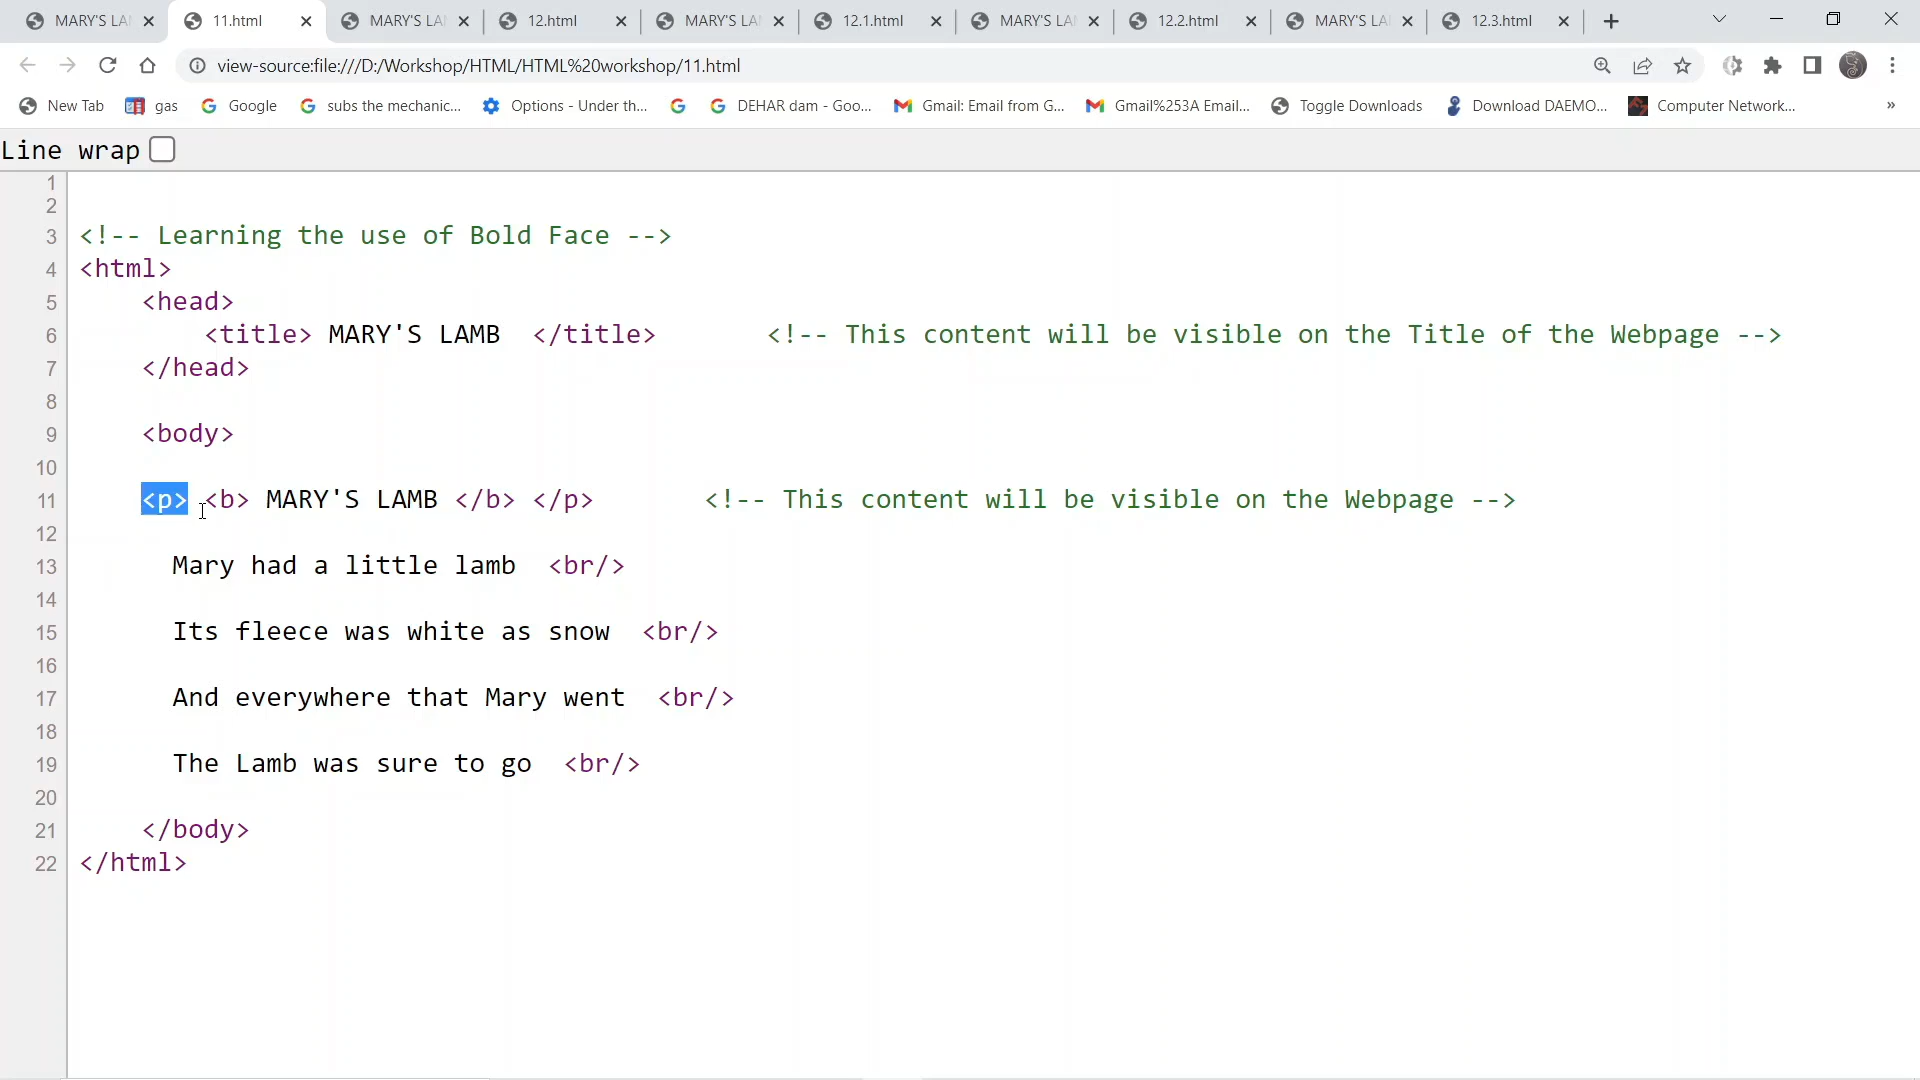 MARY'S LA 11.html MARY'S LA 12.html MARY'S LA 12.1.html MARY'S LA 12.2.html MARY'S LA 12.3.html
view-source:file:///D:/Workshop/HTML/HTML%20workshop/11.html
New Tab gas Google subs the mechanic... Options - Under th... DEHAR dam - Goo... Gmail: Email from G... Gmail%253A Email... Toggle Downloads Download DAEMO... Computer Network... »
Line wrap
1
2
3 <!-- Learning the use of Bold Face -->
4 <html>
5 <head>
6 <title> MARY'S LAMB </title> <!-- This content will be visible on the Title of the Webpage -->
7 </head>
8
9 <body>
10
11 <p> <b> MARY'S LAMB </b> </p> <!-- This content will be visible on the Webpage -->
12
13 Mary had a little lamb <br/>
14
15 Its fleece was white as snow <br/>
16
17 And everywhere that Mary went <br/>
18
19 The Lamb was sure to go <br/>
20
21 </body>
22 </html>